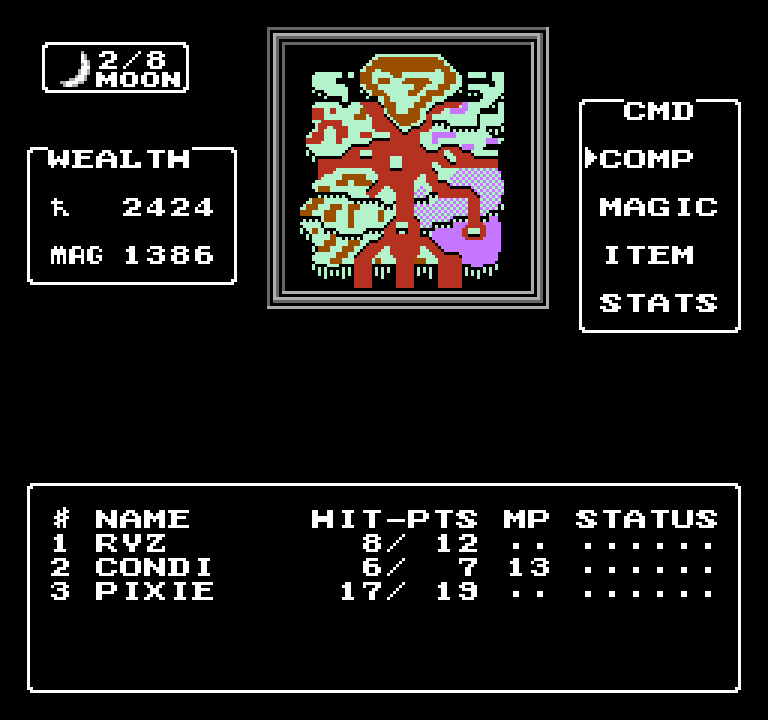 2/8
MOON
WEALTH
ћ 2424
MAG 1386
CMD
COMP
MAGIC
ITEM
STATS
# NAME HIT-PTS MP STATUS
1 RYZ 8/ 12 .. ......
2 CONDI 6/ 7 13 ......
3 PIXIE 17/ 19 .. ......